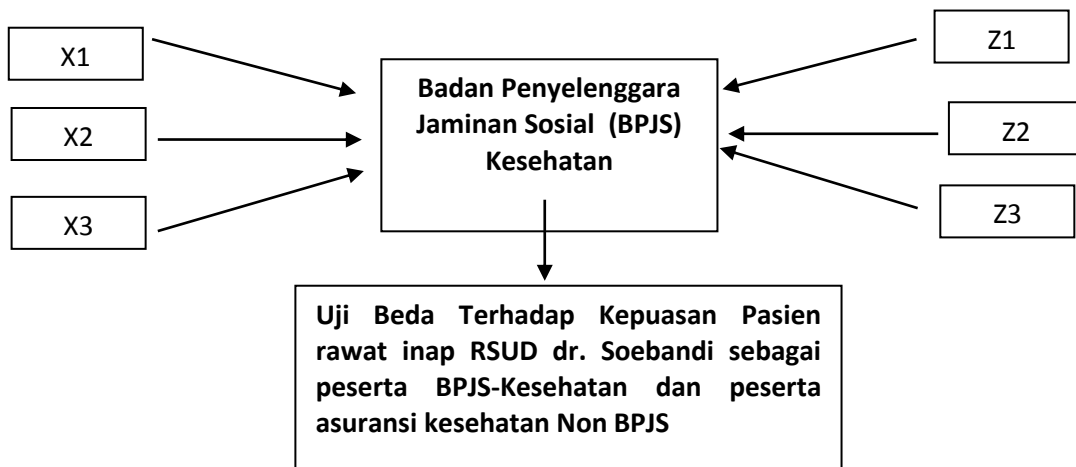 X1
X2
X3
Badan Penyelenggara
Jaminan Sosial (BPJS)
Kesehatan
Z1
Z2
Z3
Uji Beda Terhadap Kepuasan Pasien
rawat inap RSUD dr. Soebandi sebagai
peserta BPJS-Kesehatan dan peserta
asuransi kesehatan Non BPJS